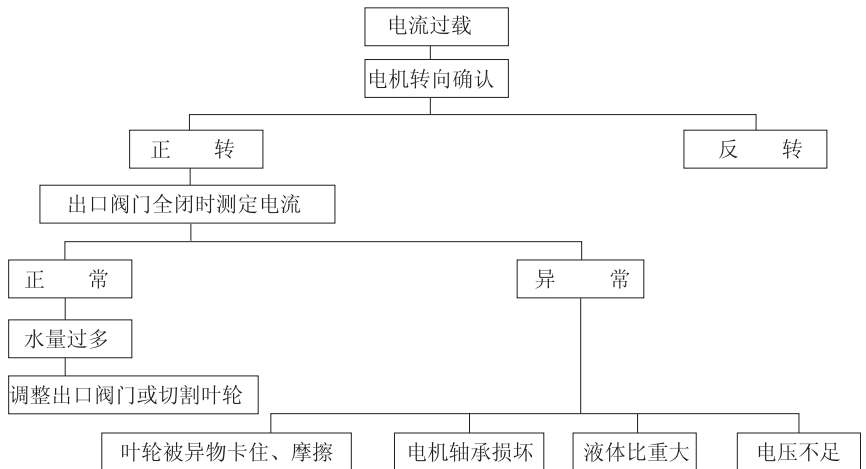 电流过载
电机转向确认
正 转
反 转
出口阀门全闭时测定电流
正 常
异 常
水量过多
调整出口阀门或切割叶轮
叶轮被异物卡住、摩擦
电机轴承损坏
液体比重大
电压不足